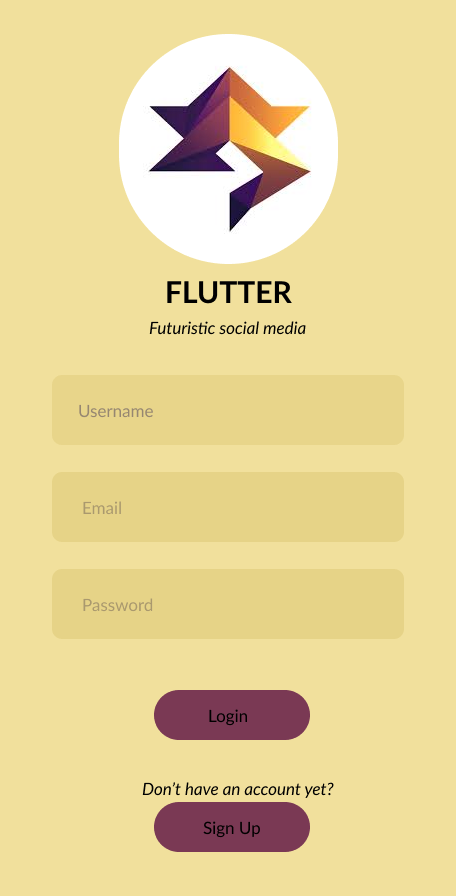 FLUTTER
Futuristic social media
Username
Email
Password
Login
Don't have an account yet?
Sign Up